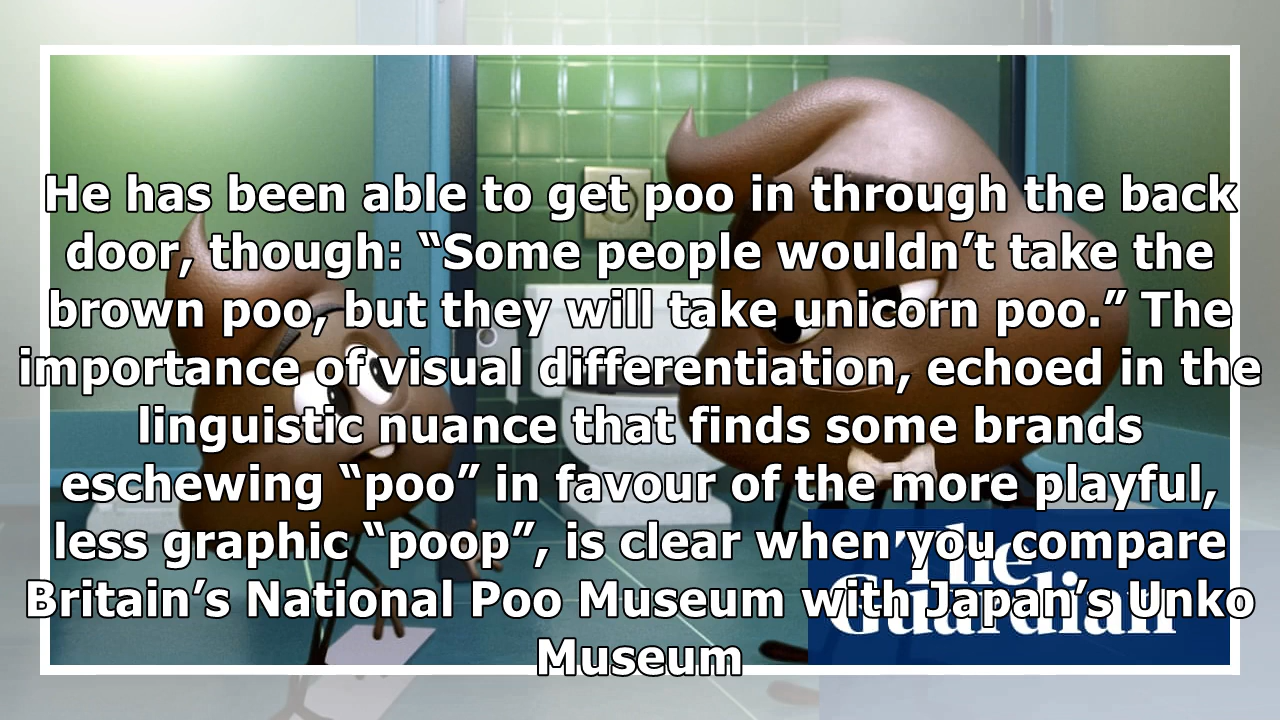 He has been able to get poo in through the back
door, though: “Some people wouldn’t take the
brown poo, but they will take unicorn poo.” The
importance of visual differentiation, echoed in the
linguistic nuance that finds some brands
eschewing “poo” in favour of the more playful,
less graphic “poop”, is clear when you compare
Britain’s National Poo Museum with Japan’s Unko
Museum
The
Guardian